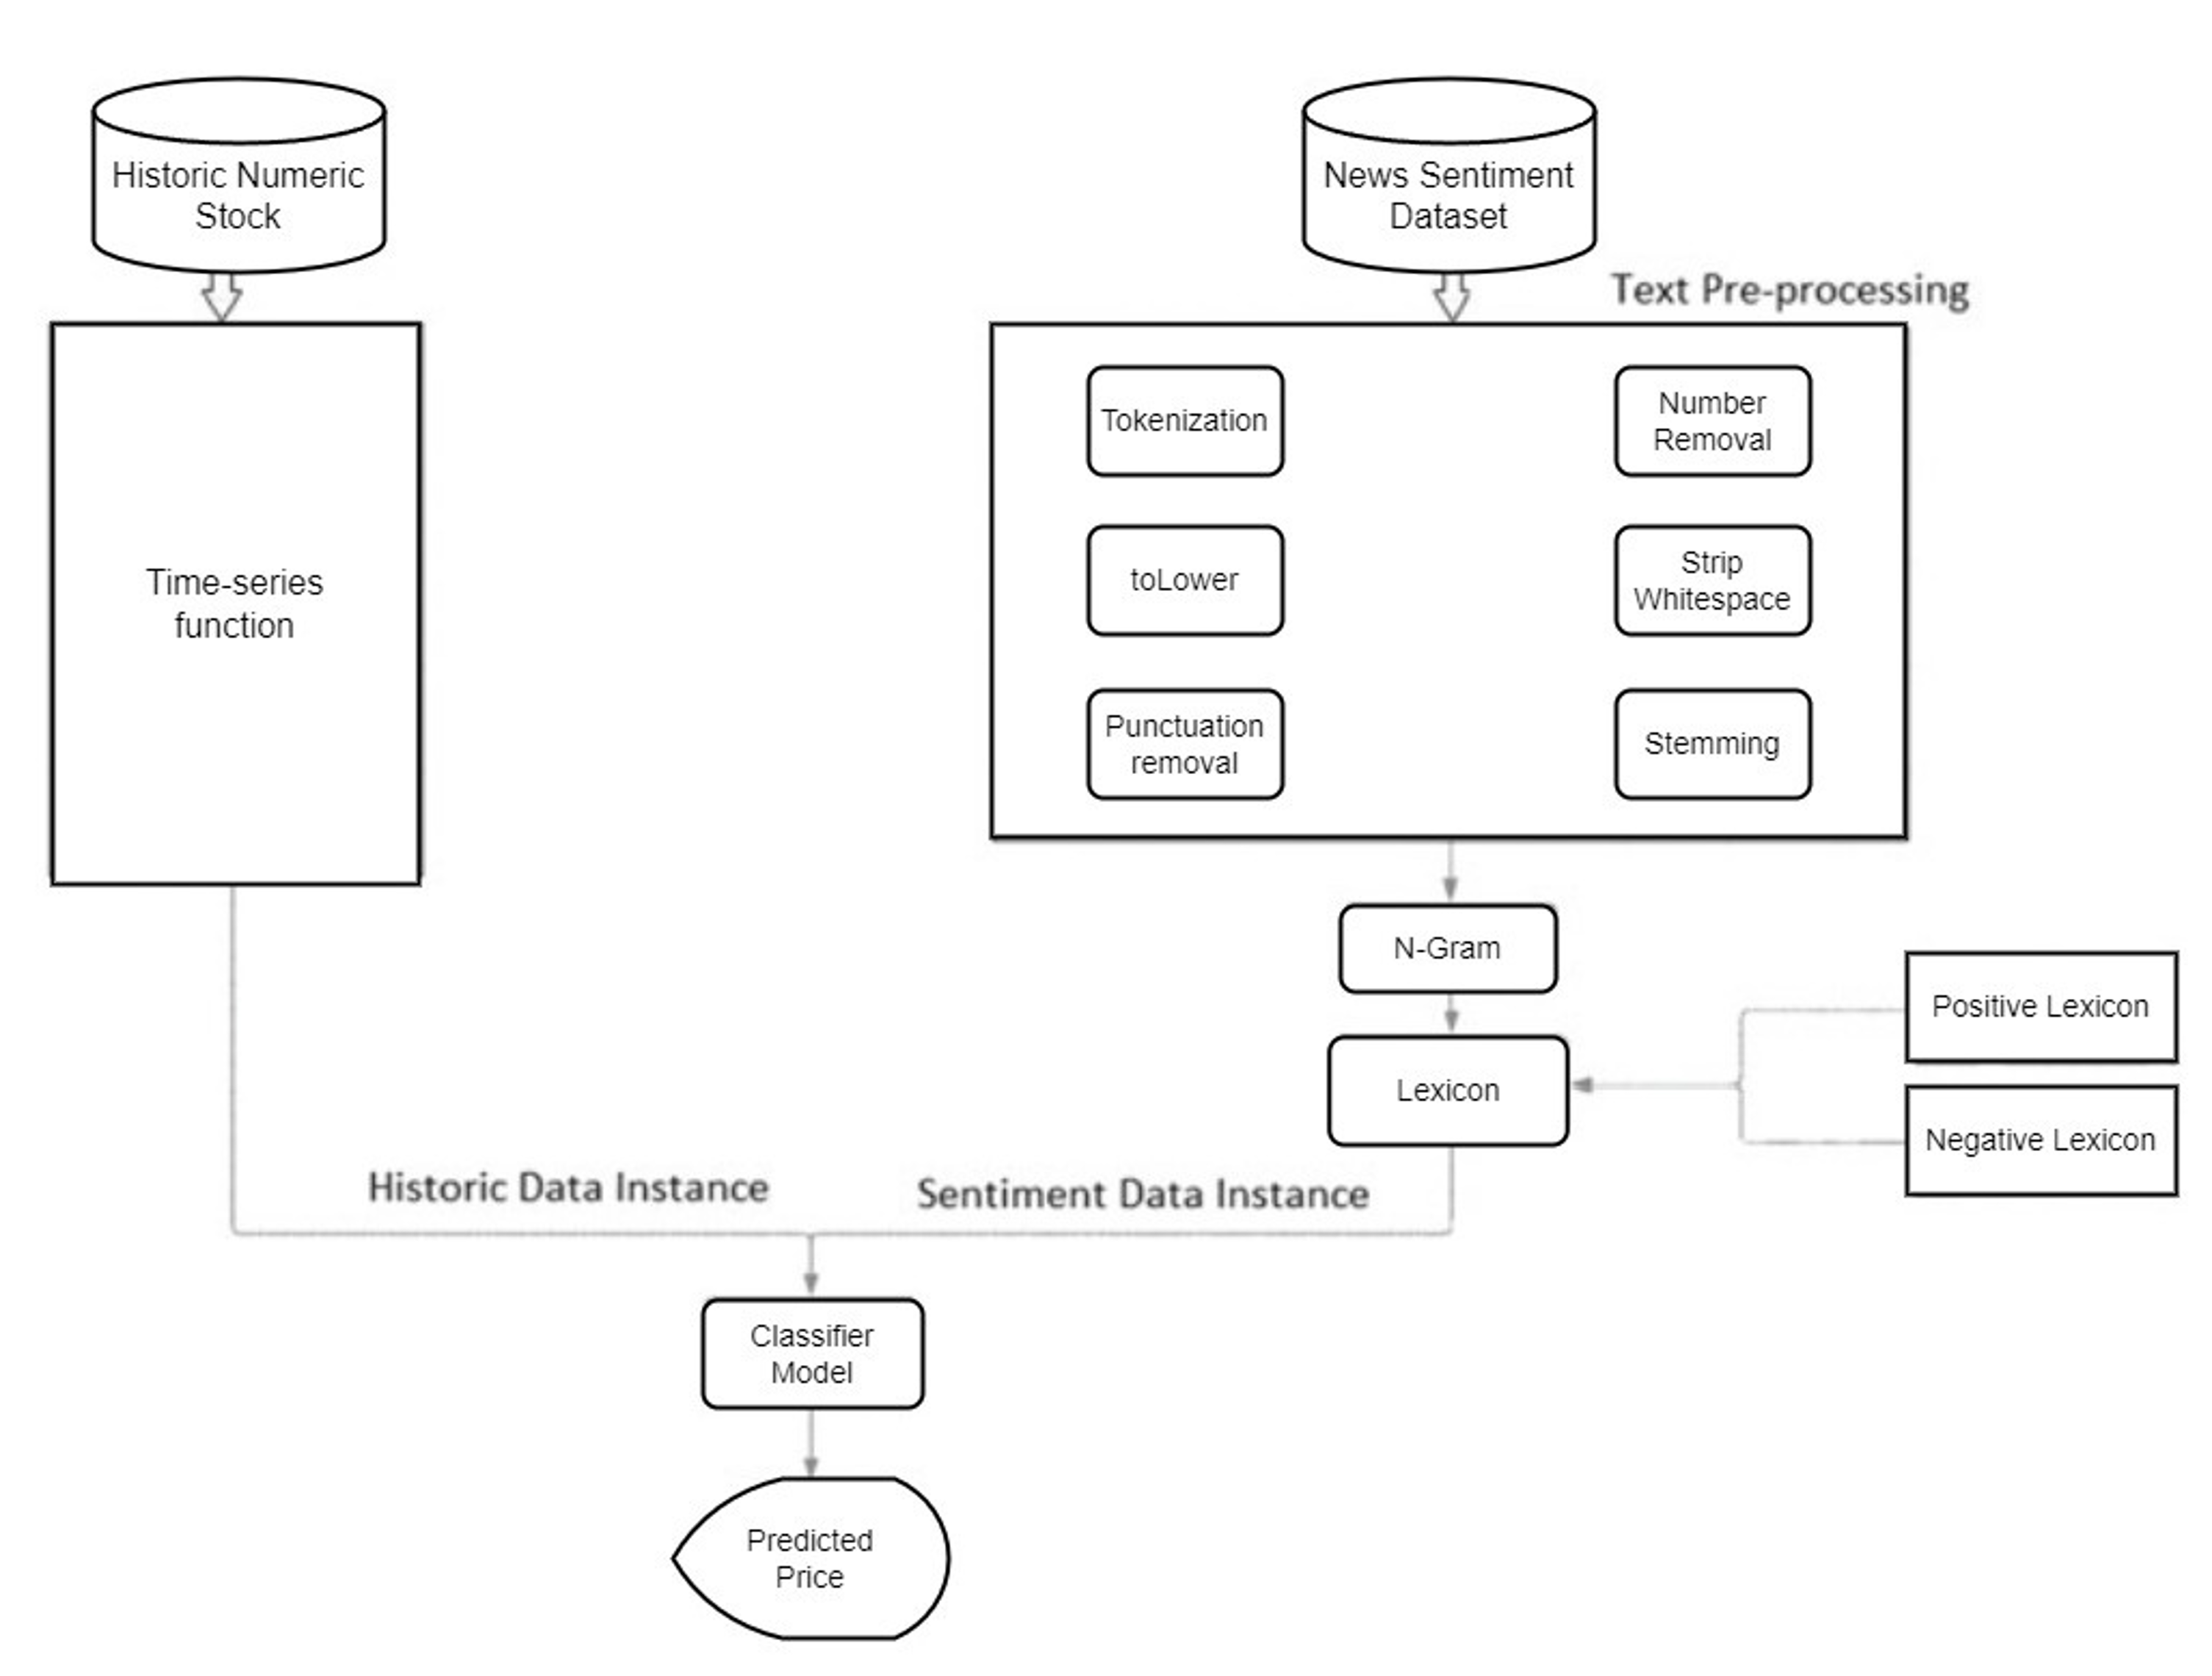 Historic Numeric
Stock
News Sentiment
Dataset
Text Pre-processing
Time-series
function
Tokenization
Number
Removal
toLower
Strip
Whitespace
Punctuation
removal
Stemming
N-Gram
Lexicon
Positive Lexicon
Negative Lexicon
Historic Data Instance
Sentiment Data Instance
Classifier
Model
Predicted
Price